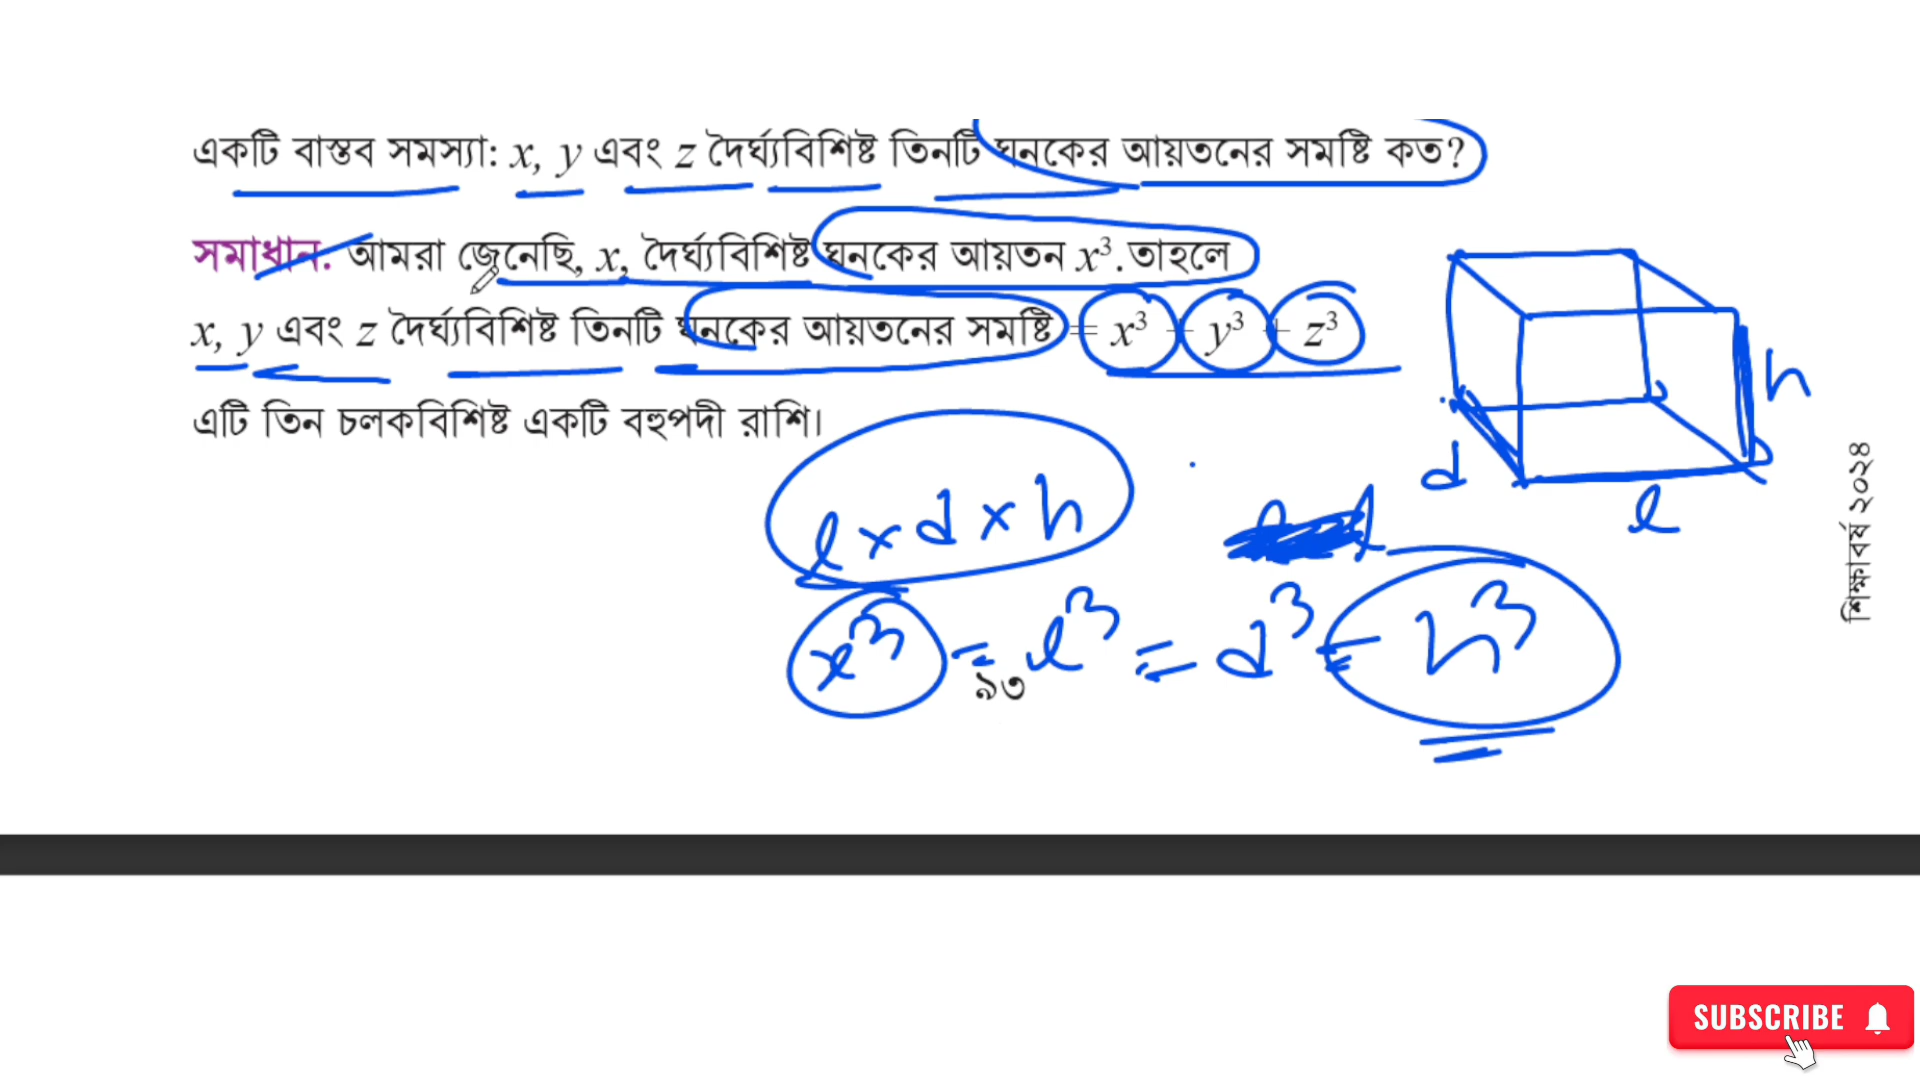 একটি বাস্তব সমস্যা: x, y এবং z দৈর্ঘ্যবিশিষ্ট তিনটি ঘনকের আয়তনের সমষ্টি কত?
সমাধান: আমরা জেনেছি, x, দৈর্ঘ্যবিশিষ্ট ঘনকের আয়তন x³. তাহলে
x, y এবং z দৈর্ঘ্যবিশিষ্ট তিনটি ঘনকের আয়তনের সমষ্টি = x³ + y³ + z³
এটি তিন চলকবিশিষ্ট একটি বহুপদী রাশি।
h
d
l
l × d × h
x³ = l³ = d³ = h³
৯৩
শিক্ষাবর্ষ ২০২৪
SUBSCRIBE